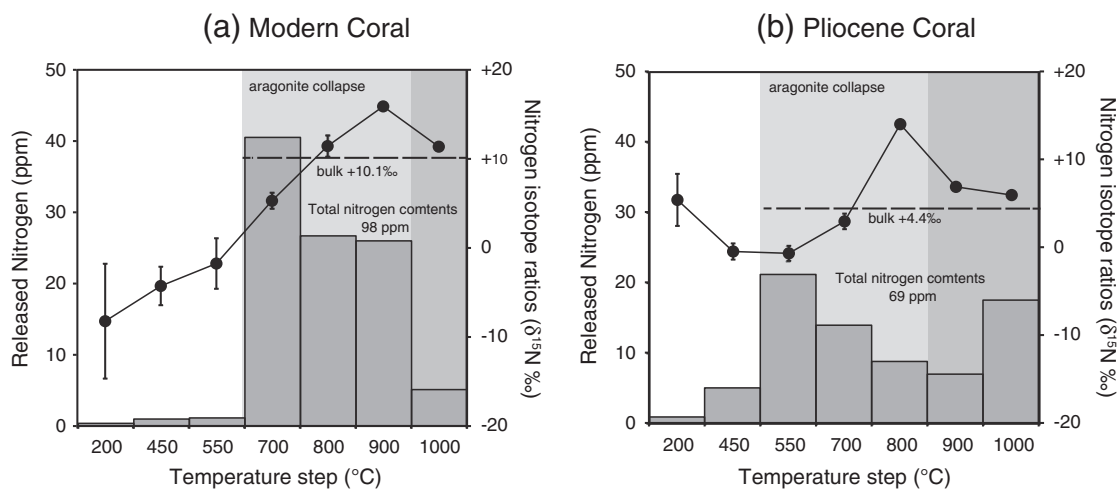 (a) Modern Coral
50
40
30
20
10
0
Released Nitrogen (ppm)
aragonite collapse
bulk +10.1‰
Total nitrogen comtents
98 ppm
+20
+10
0
-10
-20
Nitrogen isotope ratios (δ15N ‰)
200 450 550 700 800 900 1000
Temperature step (°C)
(b) Pliocene Coral
50
40
30
20
10
0
Released Nitrogen (ppm)
aragonite collapse
bulk +4.4‰
Total nitrogen comtents
69 ppm
+20
+10
0
-10
-20
Nitrogen isotope ratios (δ15N ‰)
200 450 550 700 800 900 1000
Temperature step (°C)